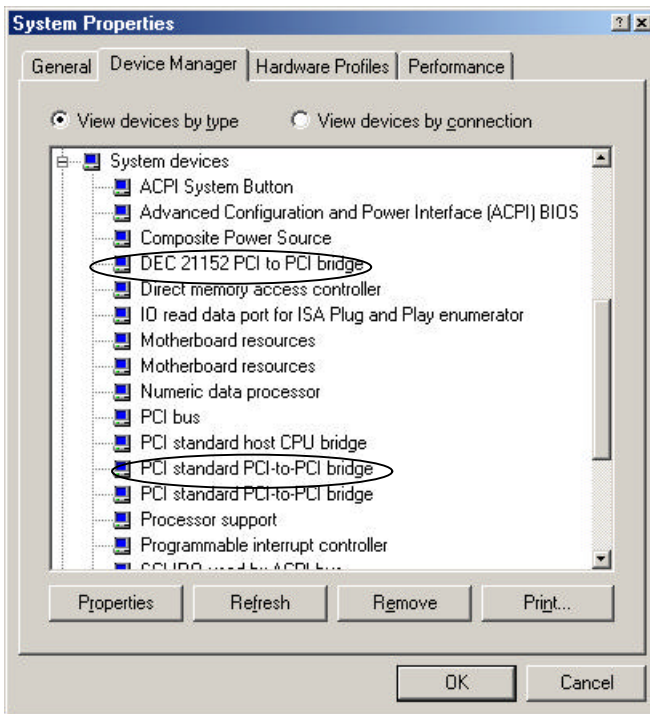 System Properties
General Device Manager Hardware Profiles Performance
View devices by type View devices by connection
System devices
ACPI System Button
Advanced Configuration and Power Interface (ACPI) BIOS
Composite Power Source
DEC 21152 PCI to PCI bridge
Direct memory access controller
IO read data port for ISA Plug and Play enumerator
Motherboard resources
Motherboard resources
Numeric data processor
PCI bus
PCI standard host CPU bridge
PCI standard PCI-to-PCI bridge
PCI standard PCI-to-PCI bridge
Processor support
Programmable interrupt controller
Properties Refresh Remove Print...
OK Cancel